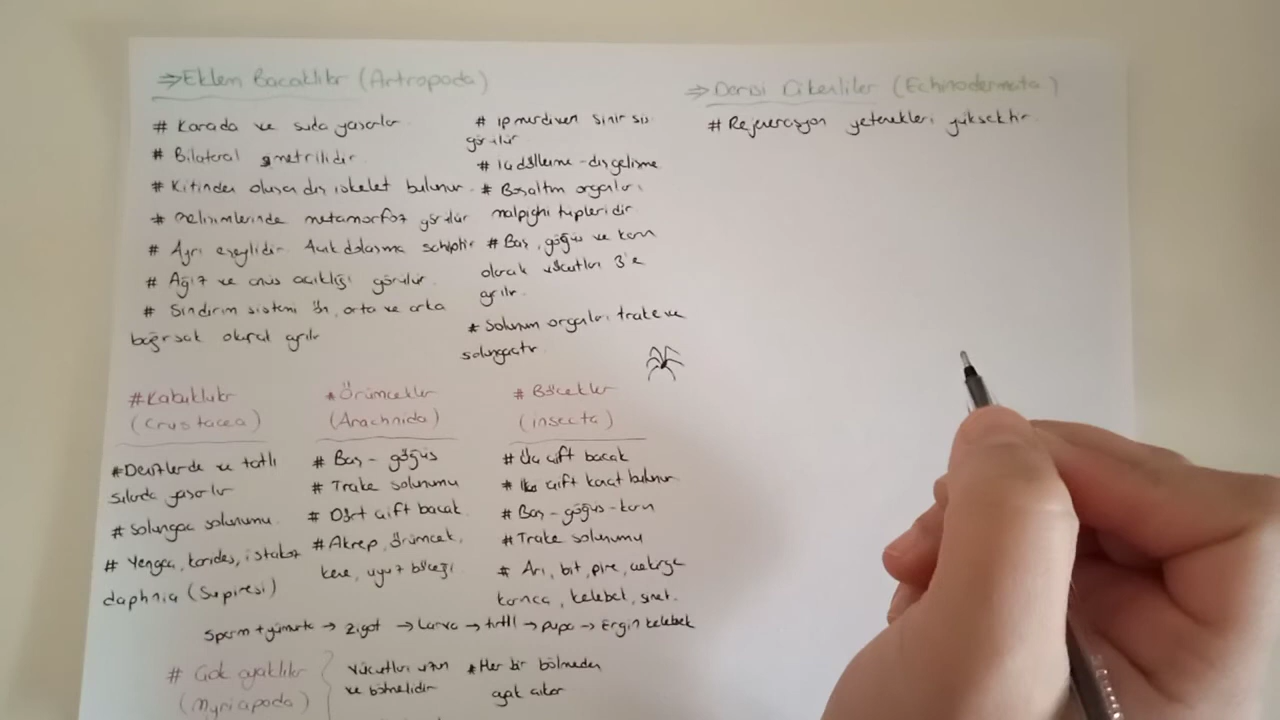 ⇒ Eklem Bacaklılar (Artropoda)
# Karada ve suda yaşarlar
# Bilateral simetrilidir
# Kitinden oluşan dış iskelet bulunur.
# Gelişimlerinde metamorfoz görülür
# Ayrı eşeylidir. Açık dolaşıma sahiptir
# Ağız ve anüs açıklığı görülür.
# Sindirim sistemi ön, orta ve arka
bağırsak olarak ayrılır
# ip merdiven sinir sis
görülür
# iç dölleme - dış gelişme
# Boşaltım organları
malpighi tüpleridir
# Baş, göğüs ve karın
olarak vücutları 3'e
ayrılır.
# Solunum organları trake ve
solungaçtır.
# Kabuklular
(Crustacea)
# Denizlerde ve tatlı
sularda yaşarlar
# Solungaç solunumu
# Yengeç, karides, istakoz
daphnia (Supiresi)
# Örümcekler
(Arachnida)
# Baş - göğüs
# Trake solunumu
# Dört çift bacak
# Akrep, örümcek,
kene, uyuz böceği
# Böcekler
(insecta)
# Üç çift bacak
# İki çift kanat bulunur
# Baş - göğüs - karın
# Trake solunumu
# Arı, bit, pire, çekirge
karınca, kelebek, sinek.
Sperm + yumurta → Zigot → Larva → tırtıl → pupa → Ergin kelebek
# Çok ayaklılar
(Myriapoda)
Vücutları uzun
ve bölmelidir
# Her bir bölmeden
ayak çıkar
⇒ Derisi Dikenliler (Echinodermata)
# Rejenerasyon yetenekleri yüksektir.